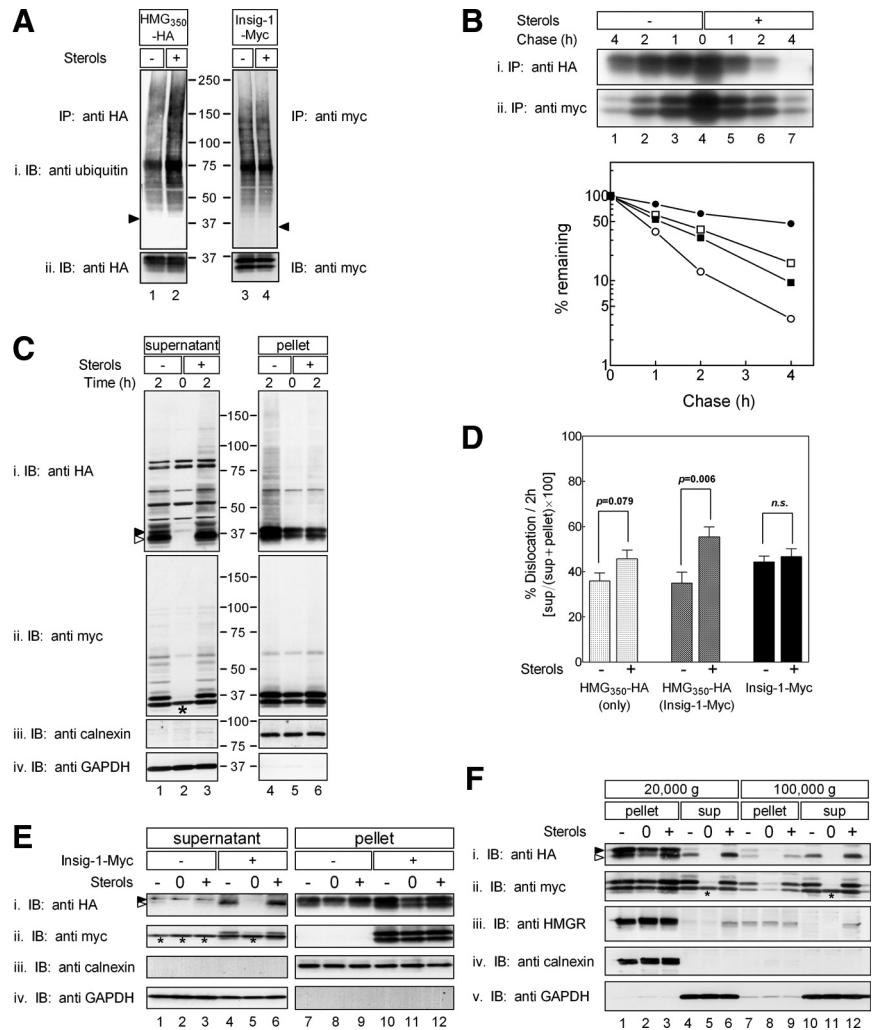 A
HMG350 -HA
Insig-1 -Myc
Sterols - + - +
IP: anti HA
IP: anti myc
i. IB: anti ubiquitin
250
150
100
75
50
37
ii. IB: anti HA
37
IB: anti myc
1 2 3 4
B
Sterols - +
Chase (h) 4 2 1 0 1 2 4
i. IP: anti HA
ii. IP: anti myc
1 2 3 4 5 6 7
% remaining
100
50
10
5
1
0 1 2 3 4
Chase (h)
C
supernatant pellet
Sterols - + - +
Time (h) 2 0 2 2 0 2
i. IB: anti HA
150
100
75
50
37
ii. IB: anti myc
150
100
75
50
37
*
iii. IB: anti calnexin
100
75
iv. IB: anti GAPDH
37
1 2 3 4 5 6
D
% Dislocation / 2h
[sup/(sup+pellet)×100]
100
80
60
40
20
0
p=0.079
p=0.006
n.s.
Sterols - + - + - +
HMG350-HA (only)
HMG350-HA (Insig-1-Myc)
Insig-1-Myc
E
supernatant pellet
Insig-1-Myc - + - +
Sterols - 0 + - 0 + - 0 + - 0 +
i. IB: anti HA
ii. IB: anti myc
* * * *
iii. IB: anti calnexin
iv. IB: anti GAPDH
1 2 3 4 5 6 7 8 9 10 11 12
F
20,000 g 100,000 g
pellet sup pellet sup
Sterols - 0 + - 0 + - 0 + - 0 +
i. IB: anti HA
ii. IB: anti myc
* *
iii. IB: anti HMGR
iv. IB: anti calnexin
v. IB: anti GAPDH
1 2 3 4 5 6 7 8 9 10 11 12